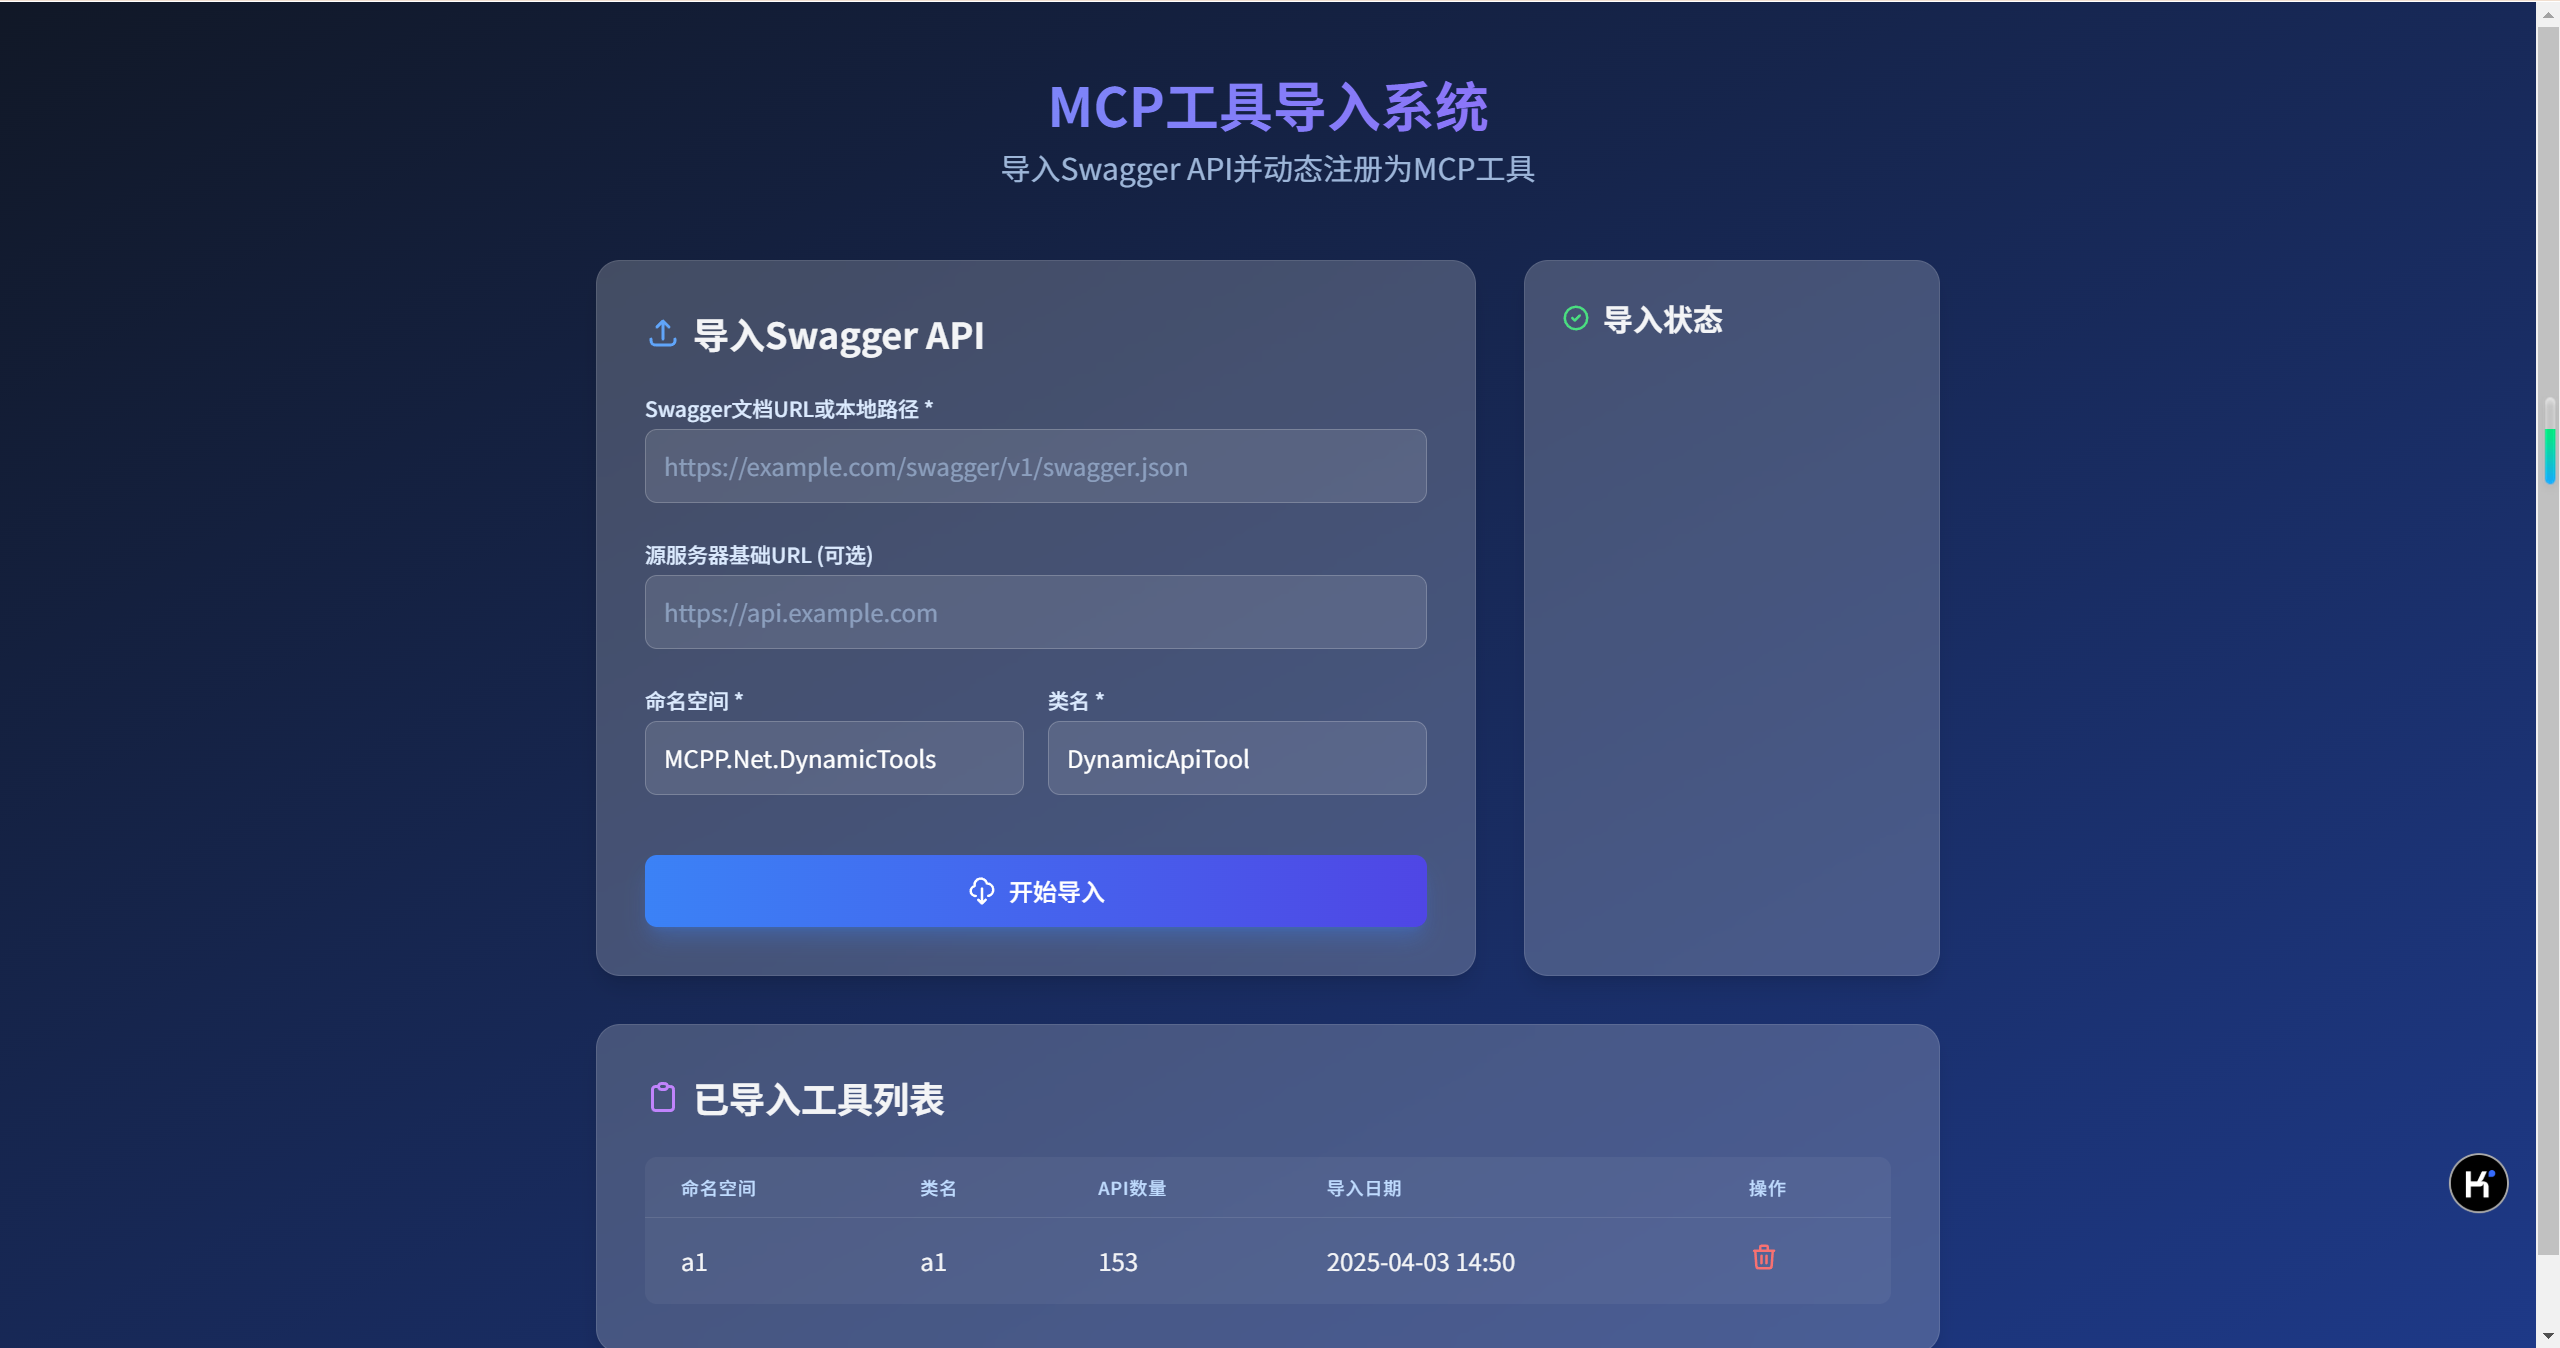 MCP工具导入系统
导入Swagger API并动态注册为MCP工具
导入Swagger API
Swagger文档URL或本地路径 *
https://example.com/swagger/v1/swagger.json
源服务器基础URL (可选)
https://api.example.com
命名空间 * 类名 *
MCPP.Net.DynamicTools DynamicApiTool
开始导入
导入状态
已导入工具列表
命名空间 类名 API数量 导入日期 操作
a1 a1 153 2025-04-03 14:50
K